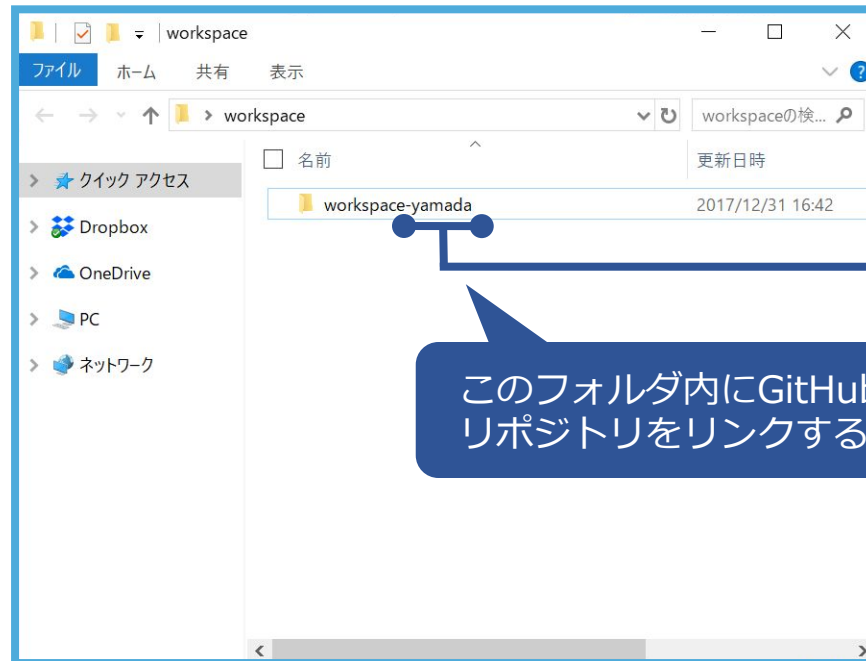 workspace
ファイル ホーム 共有 表示
workspace
workspaceの検...
名前 更新日時
クイック アクセス
workspace-yamada 2017/12/31 16:42
Dropbox
OneDrive
PC
ネットワーク
このフォルダ内にGitHub
リポジトリをリンクする